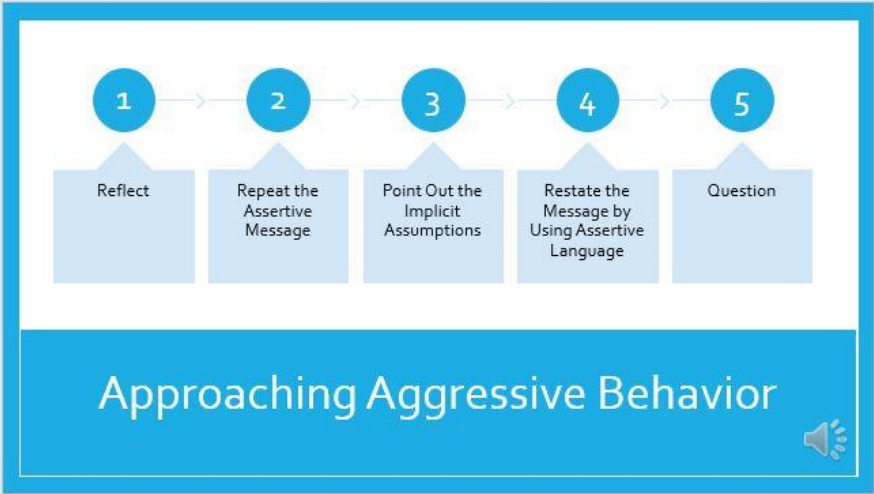 1
2
3
4
5
Reflect
Repeat the
Assertive
Message
Point Out the
Implicit
Assumptions
Restate the
Message by
Using Assertive
Language
Question
Approaching Aggressive Behavior